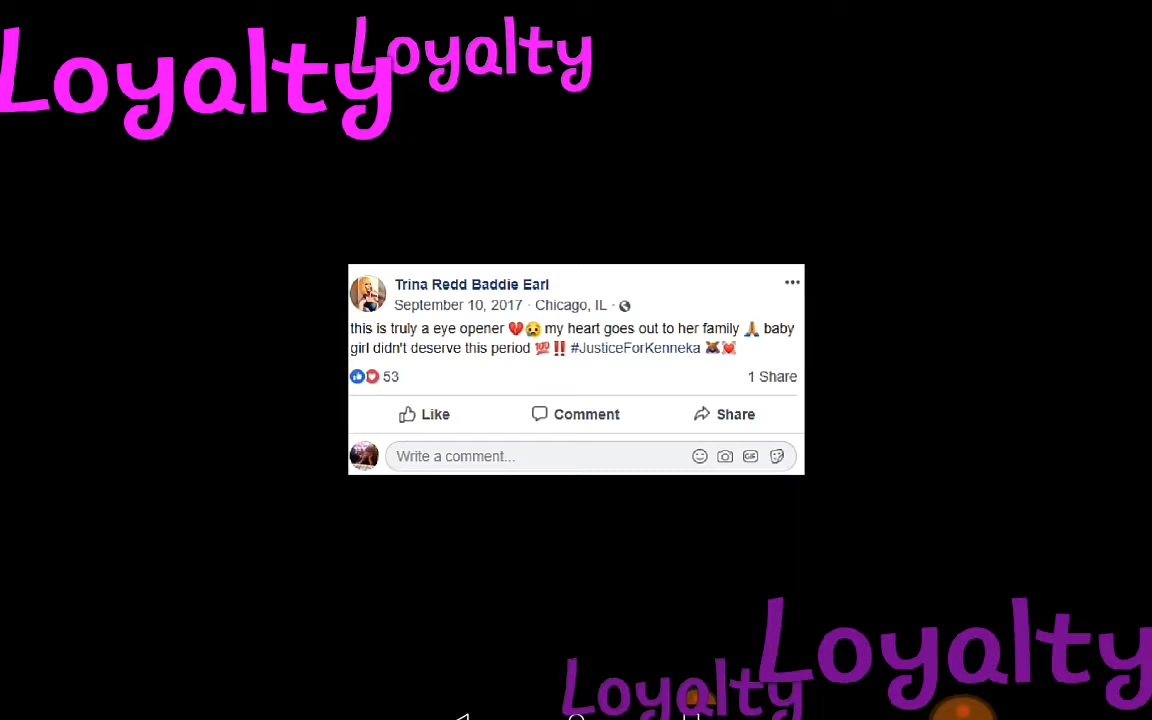 Loyalty
Loyalty
Trina Redd Baddie Earl
September 10, 2017 · Chicago, IL ·
this is truly a eye opener 💔😢 my heart goes out to her family 🙏 baby
girl didn't deserve this period 💯‼️ #JusticeForKenneka 👼💓
53
1 Share
Like
Comment
Share
Write a comment...
GIF
Loyalty
Loyalty